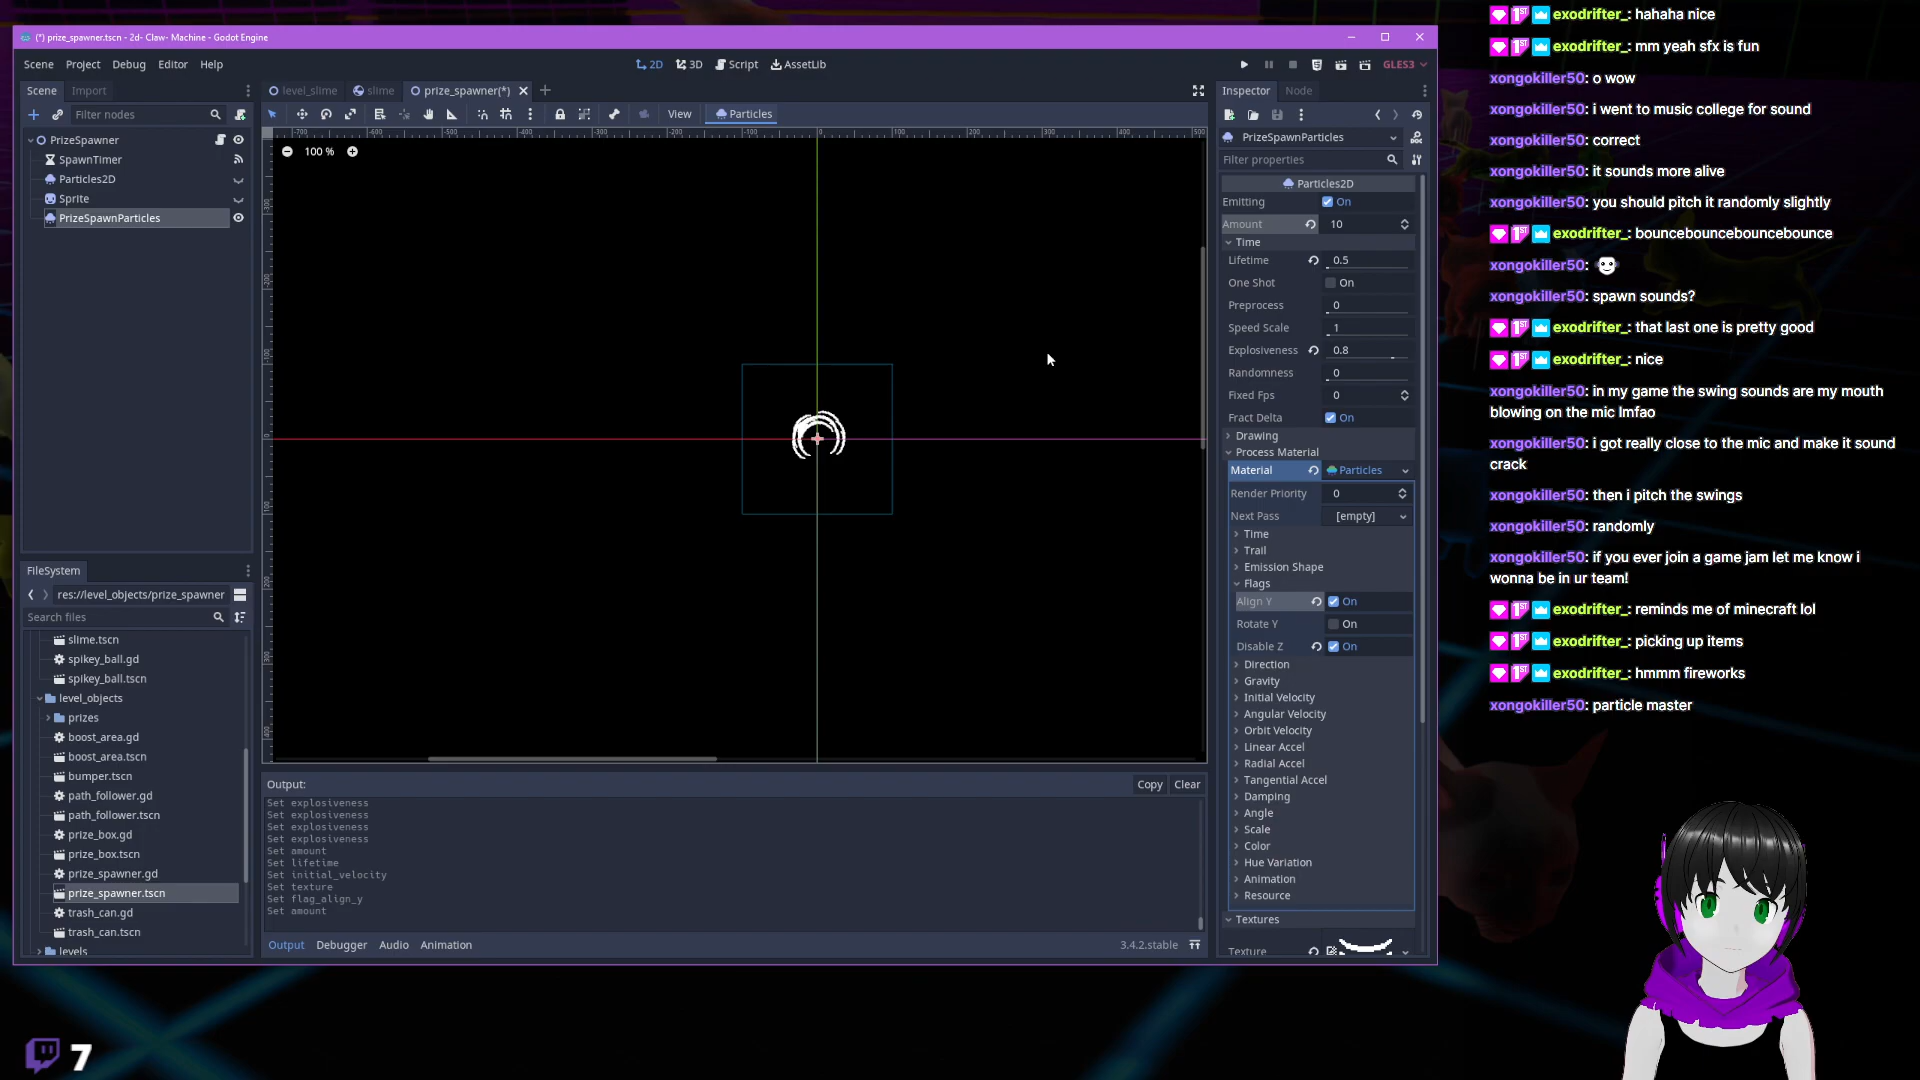 (*) prize_spawner.tscn - 2d- Claw- Machine - Godot Engine
Scene Project Debug Editor Help
2D 3D Script AssetLib
GLES3
Scene Import
Filter nodes
PrizeSpawner
SpawnTimer
Particles2D
Sprite
PrizeSpawnParticles
level_slime slime prize_spawner(*)
View Particles
100 %
FileSystem
res://level_objects/prize_spawner
Search files
slime.tscn
spikey_ball.gd
spikey_ball.tscn
level_objects
prizes
boost_area.gd
boost_area.tscn
bumper.tscn
path_follower.gd
path_follower.tscn
prize_box.gd
prize_box.tscn
prize_spawner.gd
prize_spawner.tscn
trash_can.gd
trash_can.tscn
levels
Output:
Copy Clear
Set explosiveness
Set explosiveness
Set explosiveness
Set explosiveness
Set amount
Set lifetime
Set initial_velocity
Set texture
Set flag_align_y
Set amount
Output Debugger Audio Animation
3.4.2.stable
Inspector Node
PrizeSpawnParticles
Filter properties
Particles2D
Emitting On
Amount 10
Time
Lifetime 0.5
One Shot On
Preprocess 0
Speed Scale 1
Explosiveness 0.8
Randomness 0
Fixed Fps 0
Fract Delta On
Drawing
Process Material
Material Particles
Render Priority 0
Next Pass [empty]
Time
Trail
Emission Shape
Flags
Align Y On
Rotate Y On
Disable Z On
Direction
Gravity
Initial Velocity
Angular Velocity
Orbit Velocity
Linear Accel
Radial Accel
Tangential Accel
Damping
Angle
Scale
Color
Hue Variation
Animation
Resource
Textures
Texture
exodrifter_: hahaha nice
exodrifter_: mm yeah sfx is fun
xongokiller50: o wow
xongokiller50: i went to music college for sound
xongokiller50: correct
xongokiller50: it sounds more alive
xongokiller50: you should pitch it randomly slightly
exodrifter_: bouncebouncebouncebounce
xongokiller50:
xongokiller50: spawn sounds?
exodrifter_: that last one is pretty good
exodrifter_: nice
xongokiller50: in my game the swing sounds are my mouth
blowing on the mic lmfao
xongokiller50: i got really close to the mic and make it sound
crack
xongokiller50: then i pitch the swings
xongokiller50: randomly
xongokiller50: if you ever join a game jam let me know i
wonna be in ur team!
exodrifter_: reminds me of minecraft lol
exodrifter_: picking up items
exodrifter_: hmmm fireworks
xongokiller50: particle master
7